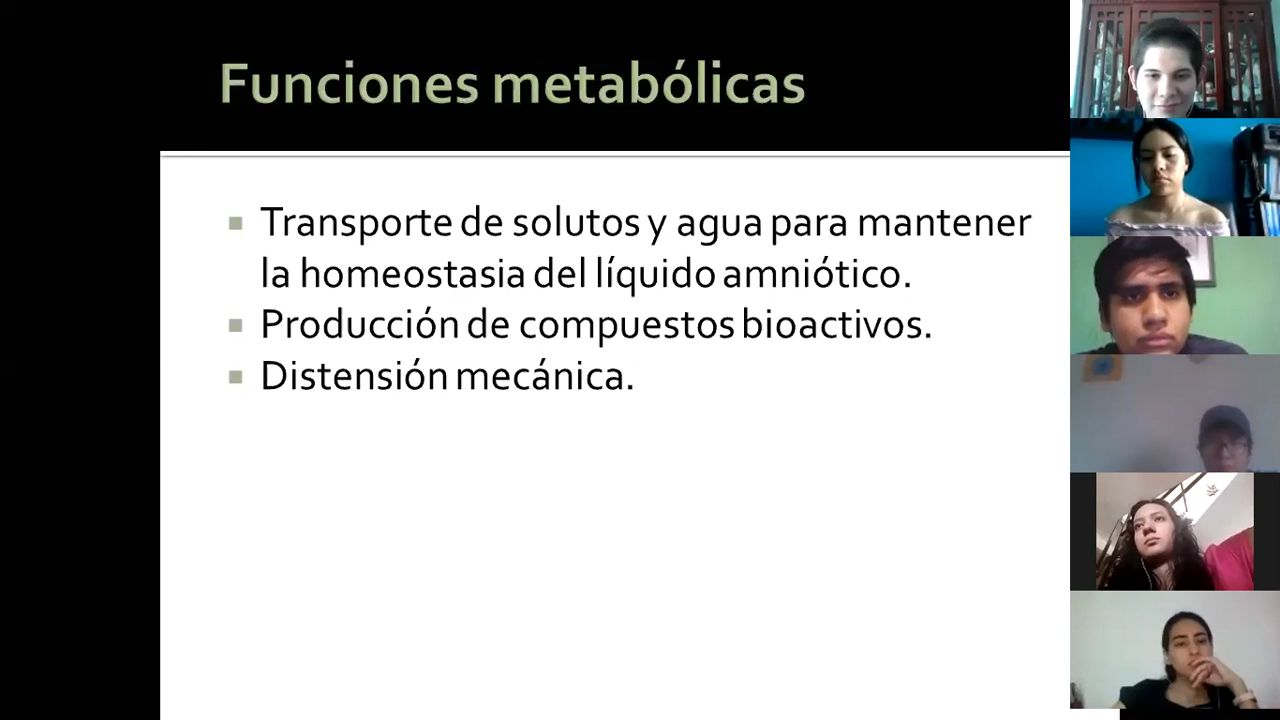 Funciones metabólicas
Transporte de solutos y agua para mantener
la homeostasia del líquido amniótico.
Producción de compuestos bioactivos.
Distensión mecánica.